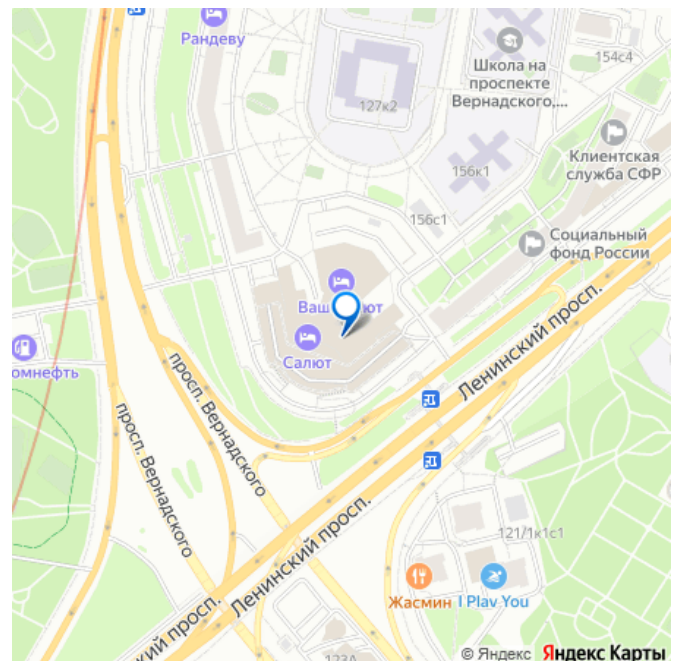 Рандеву
127к2
Школа на
проспекте
Вернадского,...
154с4
Клиентская
служба СФР
156к1
156с1
Социальный
фонд России
Салют
омнефть
просп. Вернадского
просп. Вернадского
Ленинский просп.
Ленинский просп.
кий просп.
121/1к1с1
Жасмин
I Play You
123А
© Яндекс Яндекс Карты